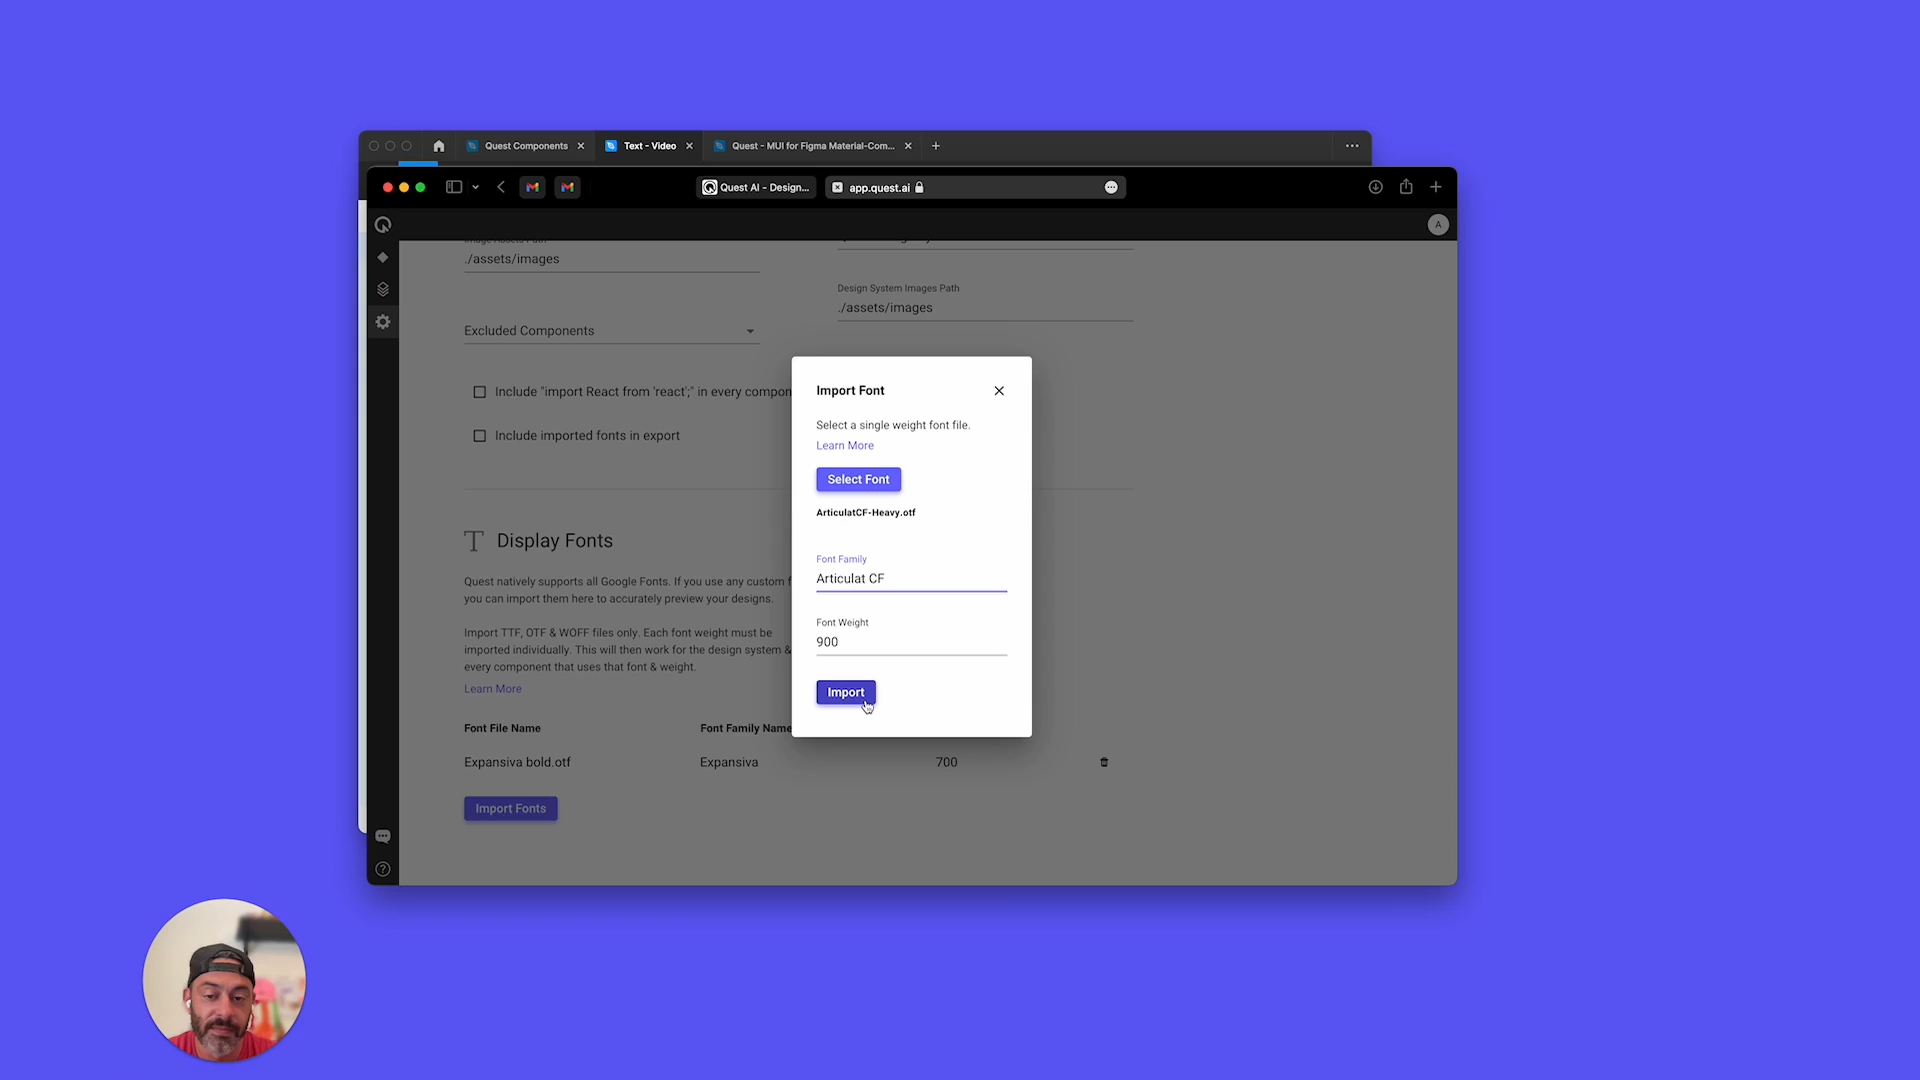 Quest Components
Text - Video
Quest - MUI for Figma Material-Com...
Quest AI - Design...
app.quest.ai
A
Image Assets Path
./assets/images
Design System Images Path
./assets/images
Excluded Components
Include "import React from 'react';" in every compon
Include imported fonts in export
Display Fonts
Quest natively supports all Google Fonts. If you use any custom f
you can import them here to accurately preview your designs.
Import TTF, OTF & WOFF files only. Each font weight must be
imported individually. This will then work for the design system &
every component that uses that font & weight.
Learn More
Font File Name
Font Family Name
Expansiva bold.otf
Expansiva
700
Import Fonts
Import Font
Select a single weight font file.
Learn More
Select Font
ArticulatCF-Heavy.otf
Font Family
Articulat CF
Font Weight
900
Import